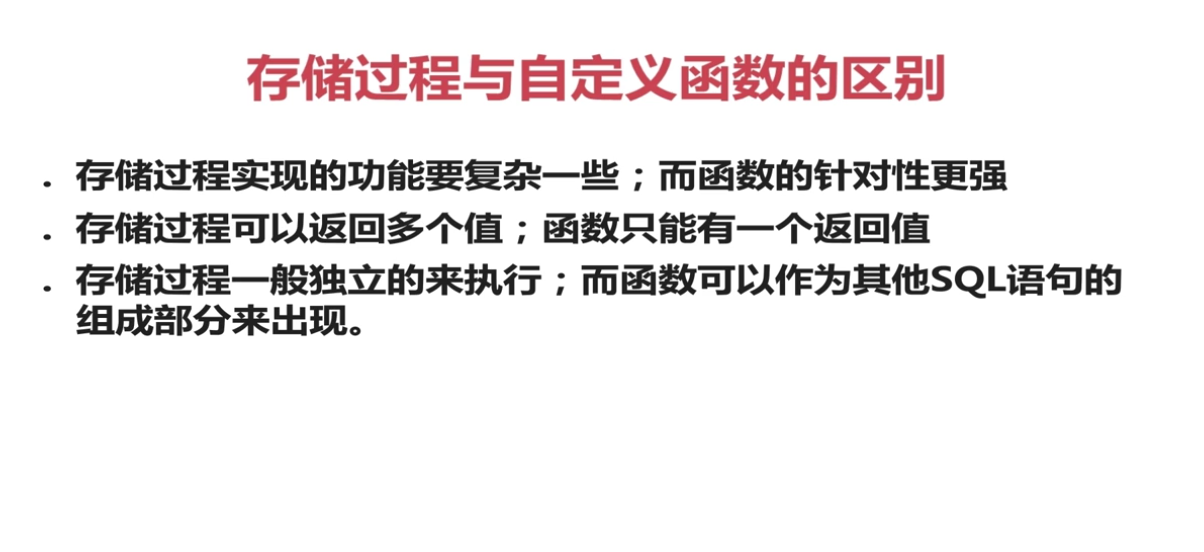 存储过程与自定义函数的区别
. 存储过程实现的功能要复杂一些；而函数的针对性更强
. 存储过程可以返回多个值；函数只能有一个返回值
. 存储过程一般独立的来执行；而函数可以作为其他SQL语句的
组成部分来出现。